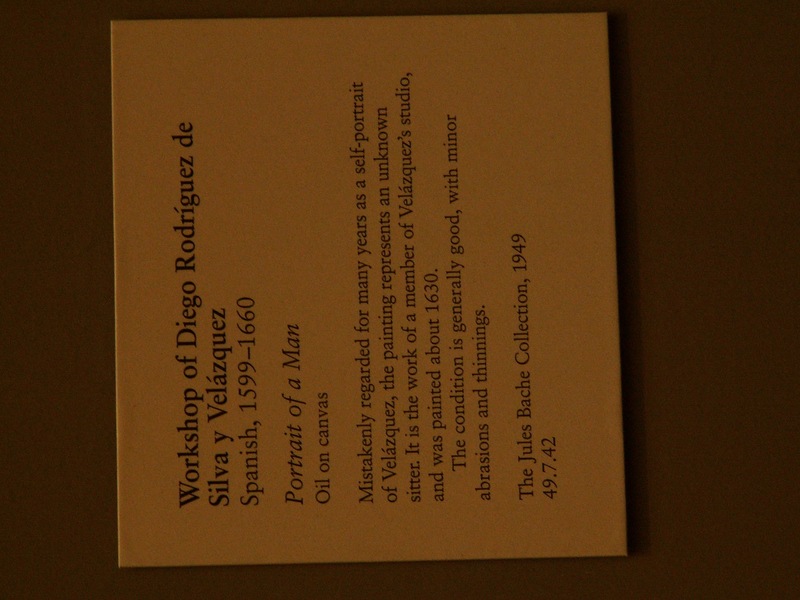 Workshop of Diego Rodríguez de
Silva y Velázquez
Spanish, 1599–1660
Portrait of a Man
Oil on canvas
Mistakenly regarded for many years as a self-portrait
of Velázquez, the painting represents an unknown
sitter. It is the work of a member of Velázquez's studio,
and was painted about 1630.
The condition is generally good, with minor
abrasions and thinnings.
The Jules Bache Collection, 1949
49.7.42